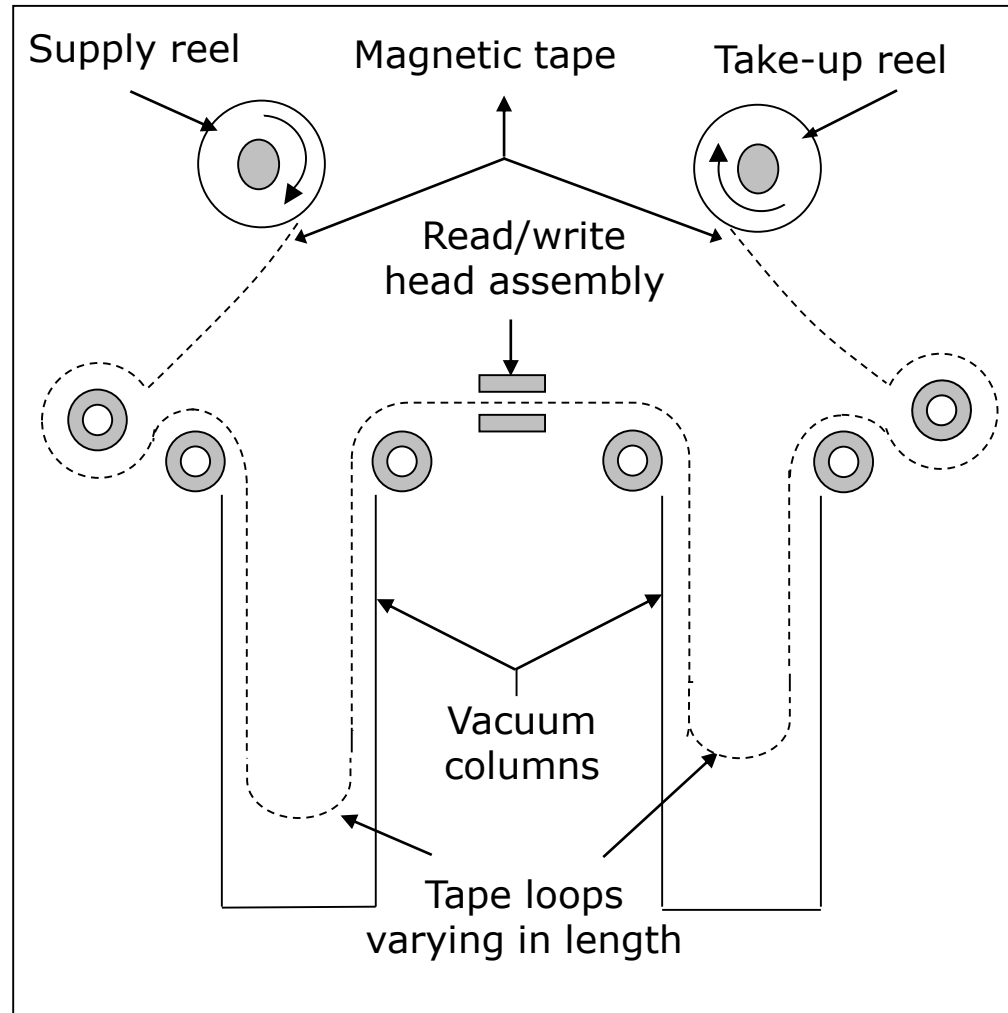 Supply reel
Magnetic tape
Take-up reel
Read/write
head assembly
Vacuum
columns
Tape loops
varying in length